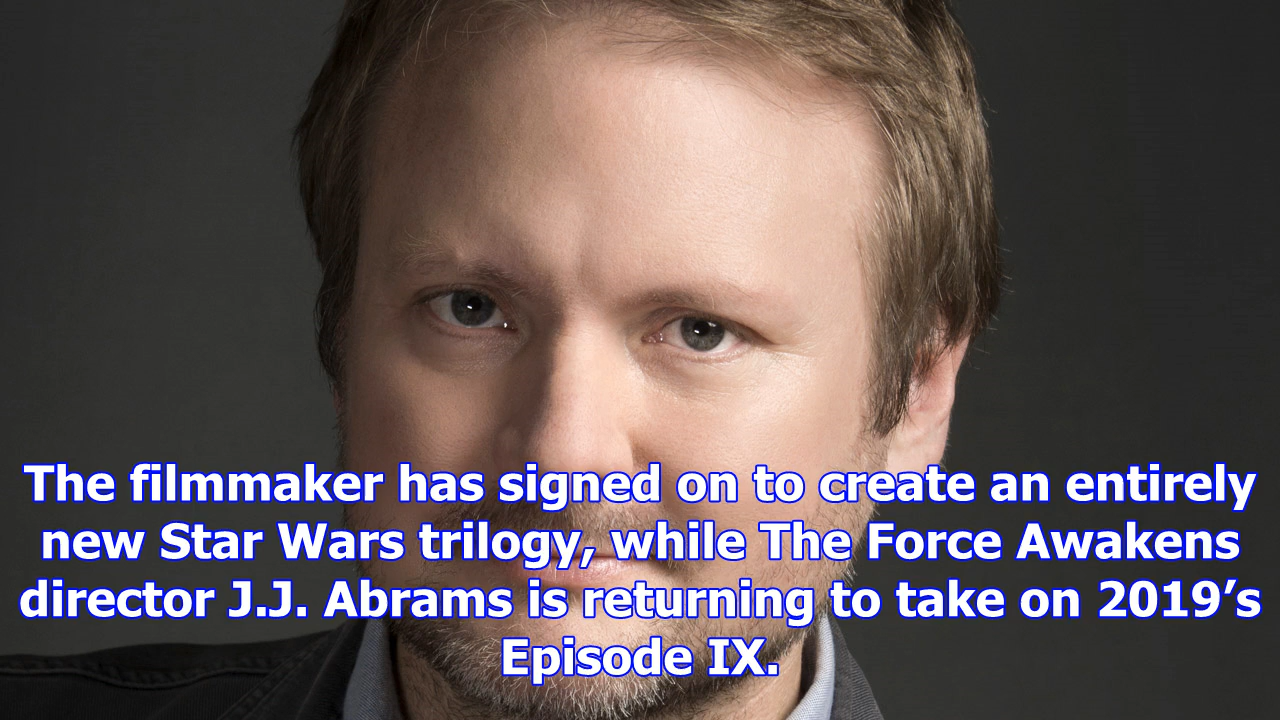 The filmmaker has signed on to create an entirely
new Star Wars trilogy, while The Force Awakens
director J.J. Abrams is returning to take on 2019’s
Episode IX.